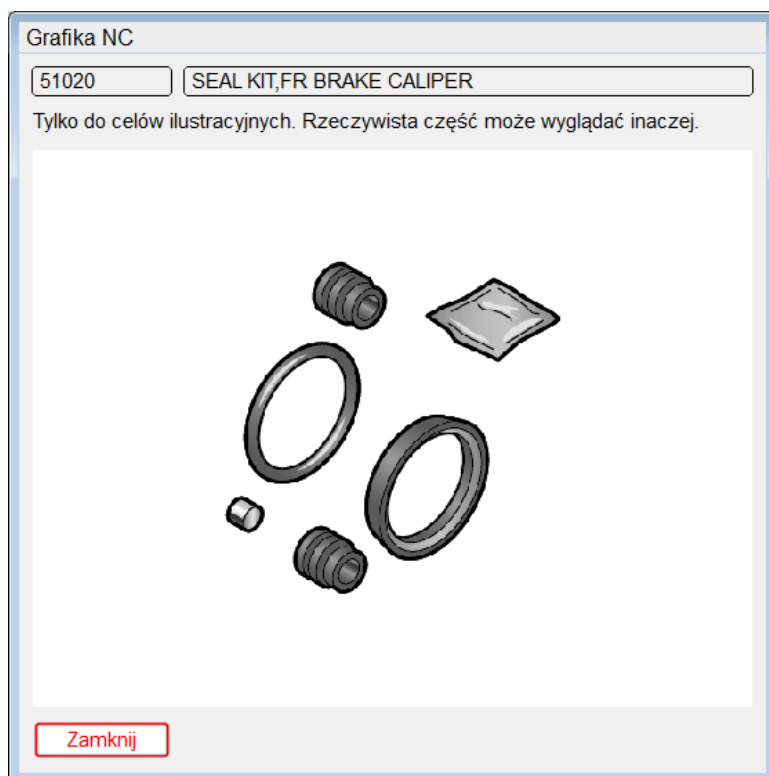 Grafika NC
51020 SEAL KIT,FR BRAKE CALIPER
Tylko do celów ilustracyjnych. Rzeczywista część może wyglądać inaczej.
Zamknij